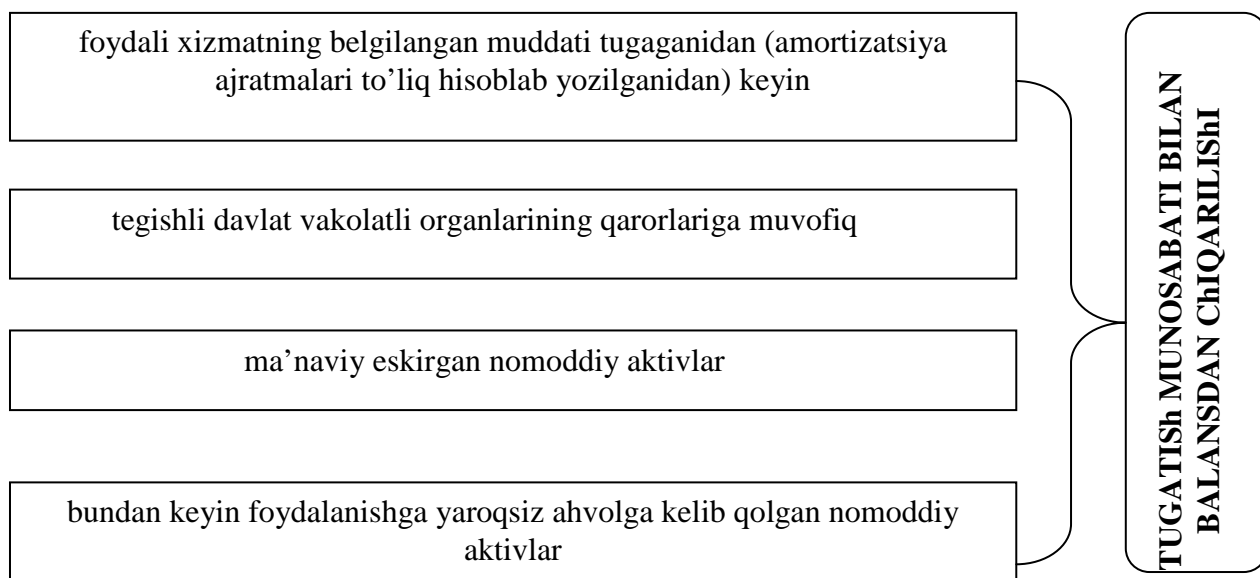 foydali xizmatning belgilangan muddati tugaganidan (amortizatsiya
ajratmalari to’liq hisoblab yozilganidan) keyin
tegishli davlat vakolatli organlarining qarorlariga muvofiq
ma’naviy eskirgan nomoddiy aktivlar
bundan keyin foydalanishga yaroqsiz ahvolga kelib qolgan nomoddiy
aktivlar
TUGATISh MUNOSABATI BILAN
BALANSDAN ChIQARILIShI